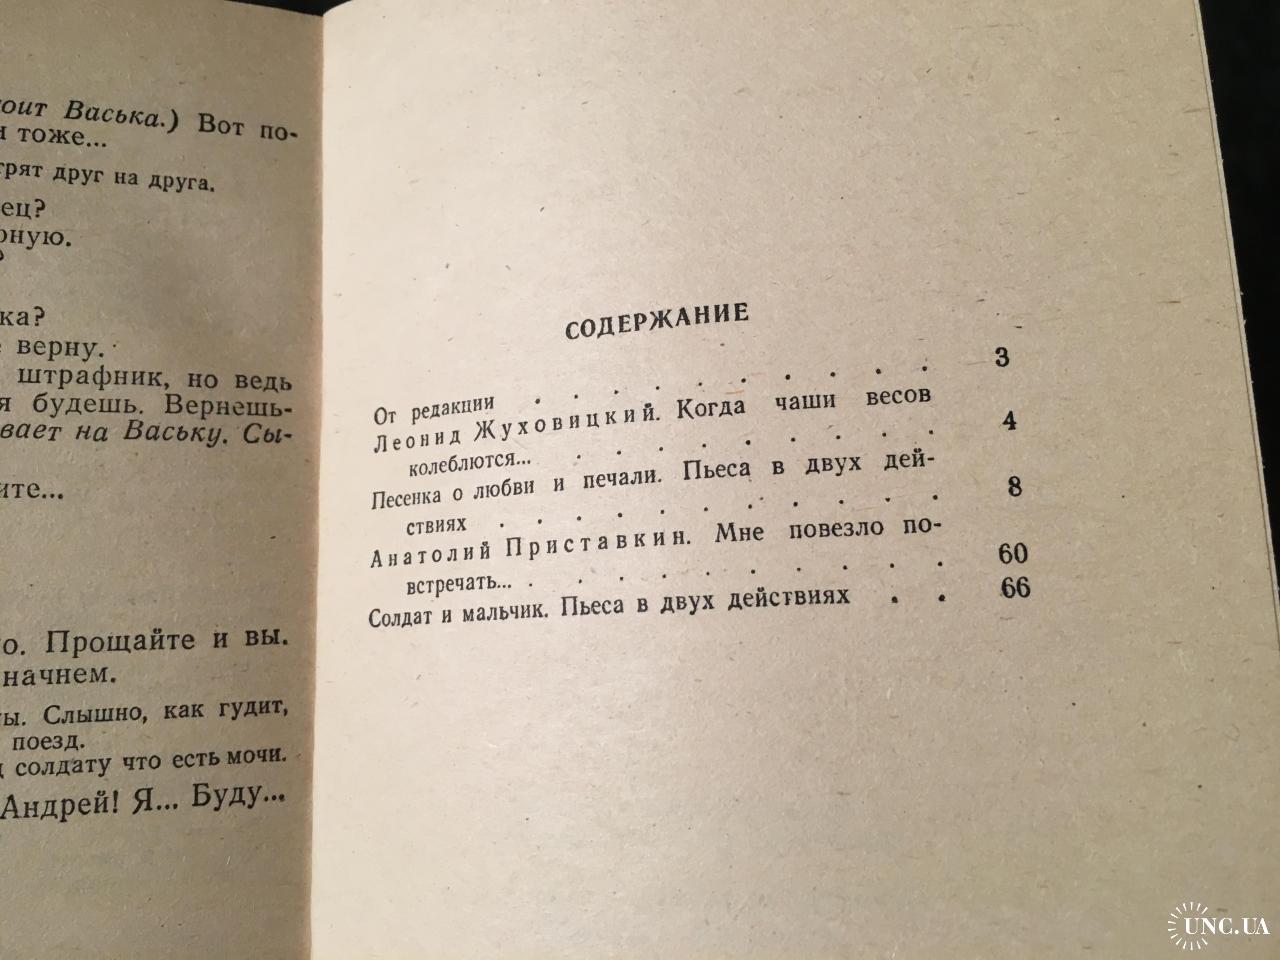 оит Васька.) Вот по-
и тоже...
трят друг на друга.
ец?
рную.
ка?
верну.
штрафник, но ведь
я будешь. Вернешь-
вает на Ваську. Сы-
ите...
о. Прощайте и вы.
начнем.
ты. Слышно, как гудит,
поезд.
солдату что есть мочи.
Андрей! Я... Буду...
СОДЕРЖАНИЕ
От редакции . . . . . . . . . . 3
Леонид Жуховицкий. Когда чаши весов
колеблются... . . . . . . . . . . 4
Песенка о любви и печали. Пьеса в двух дей-
ствиях . . . . . . . . . . . . 8
Анатолий Приставкин. Мне повезло по-
встречать... . . . . . . . . . . . 60
Солдат и мальчик. Пьеса в двух действиях . . 66
UNC.UA